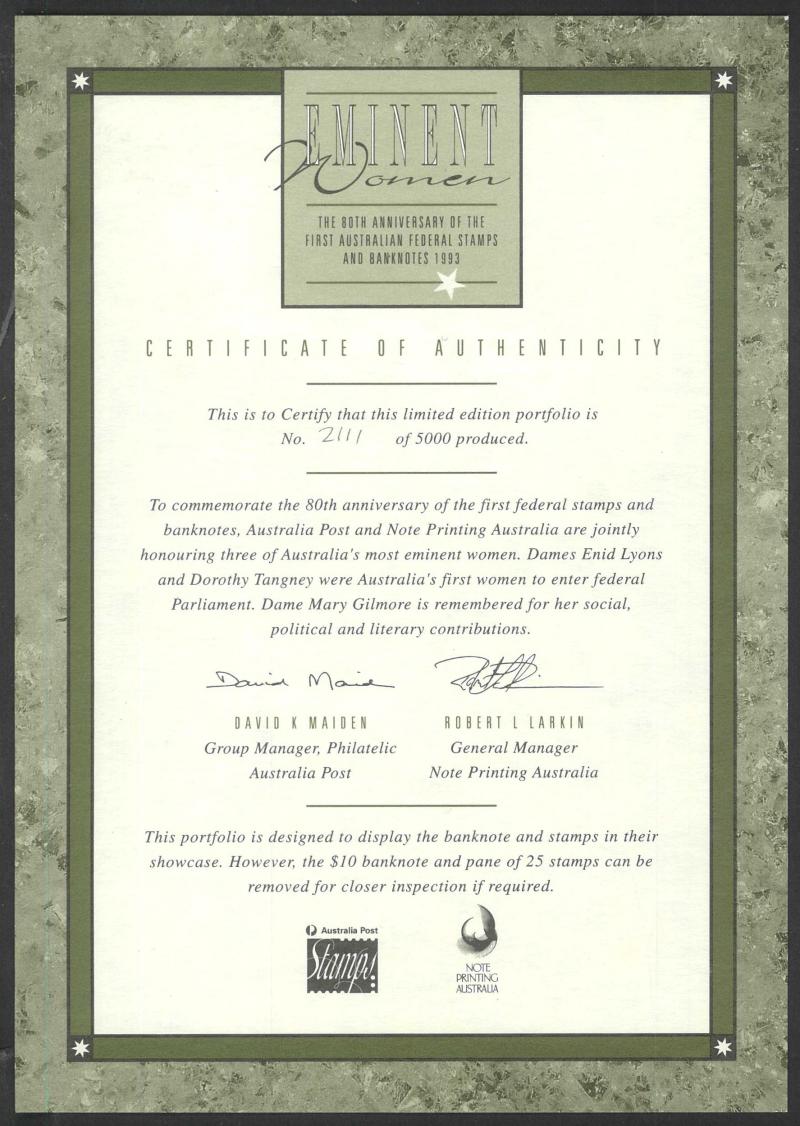 EMINENT
Women
THE 80TH ANNIVERSARY OF THE
FIRST AUSTRALIAN FEDERAL STAMPS
AND BANKNOTES 1993
CERTIFICATE OF AUTHENTICITY
This is to Certify that this limited edition portfolio is
No. 2111 of 5000 produced.
To commemorate the 80th anniversary of the first federal stamps and
banknotes, Australia Post and Note Printing Australia are jointly
honouring three of Australia's most eminent women. Dames Enid Lyons
and Dorothy Tangney were Australia's first women to enter federal
Parliament. Dame Mary Gilmore is remembered for her social,
political and literary contributions.
DAVID K MAIDEN ROBERT L LARKIN
Group Manager, Philatelic General Manager
Australia Post Note Printing Australia
This portfolio is designed to display the banknote and stamps in their
showcase. However, the $10 banknote and pane of 25 stamps can be
removed for closer inspection if required.
Australia Post
Stamps!
NOTE
PRINTING
AUSTRALIA